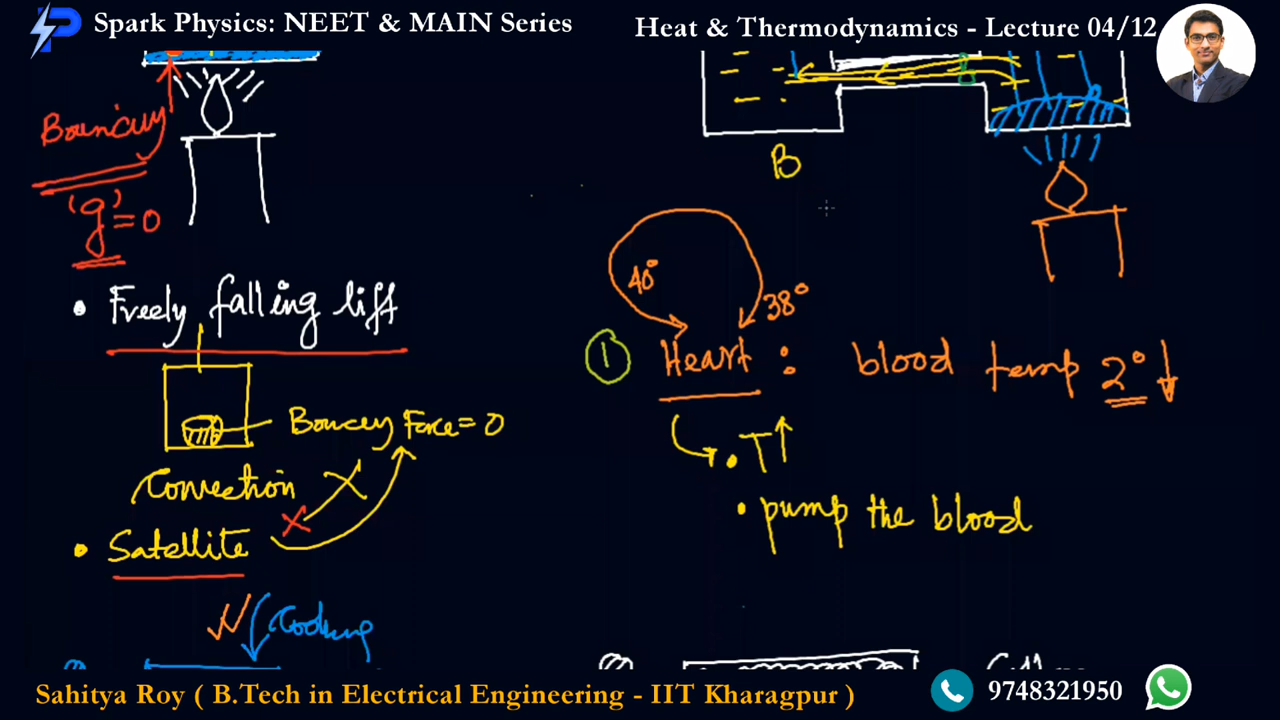 Spark Physics: NEET & MAIN Series
Heat & Thermodynamics - Lecture 04/12
Bouncuy
'g'=0
• Freely falling lift
Bouncey Force=0
Convection X
X
• Satellite
Cooling
B
40°
38°
① Heart : blood temp 2°↓
• T↑
• pump the blood
Sahitya Roy ( B.Tech in Electrical Engineering - IIT Kharagpur )
9748321950